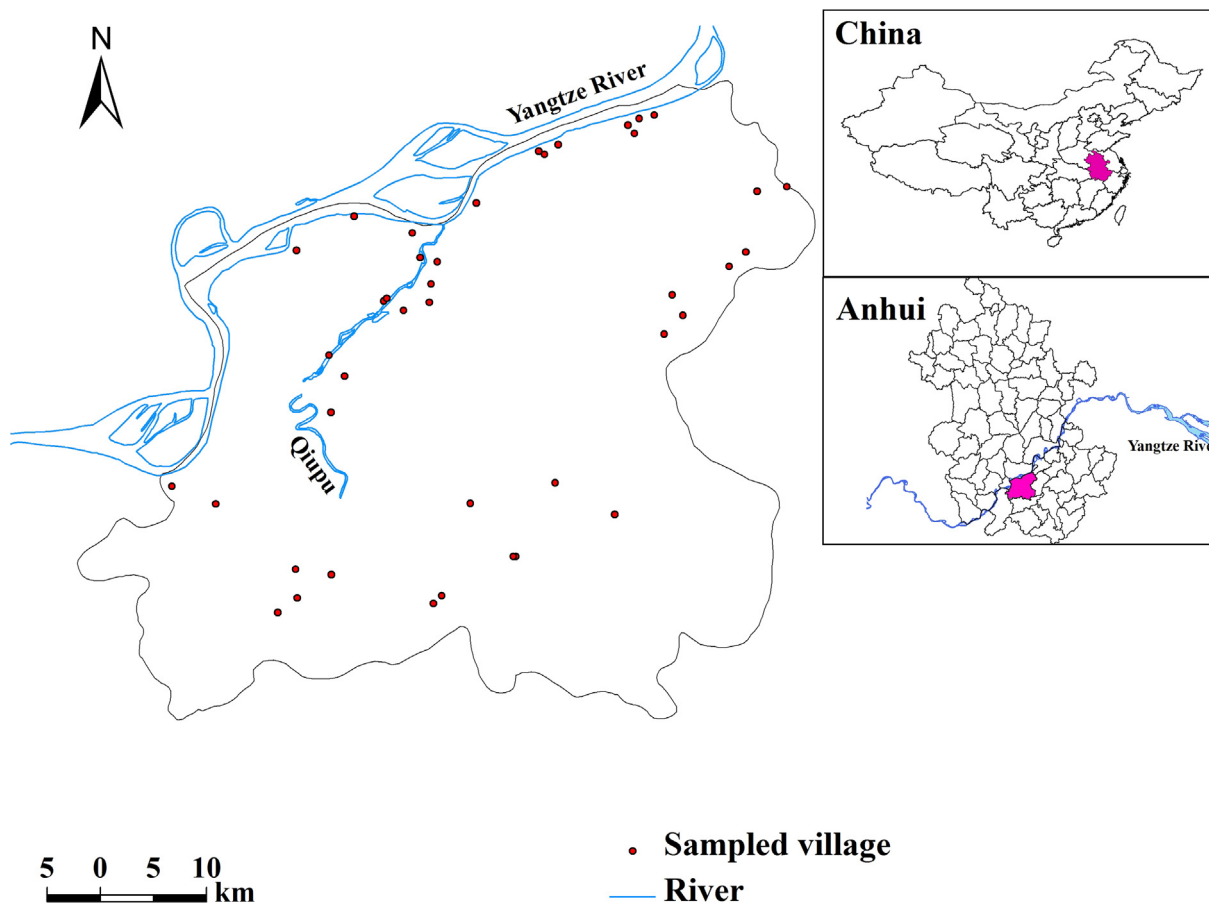 N
Yangtze River
Qiupu
China
Anhui
Yangtze Rive
Sampled village
River
5 0 5 10
km